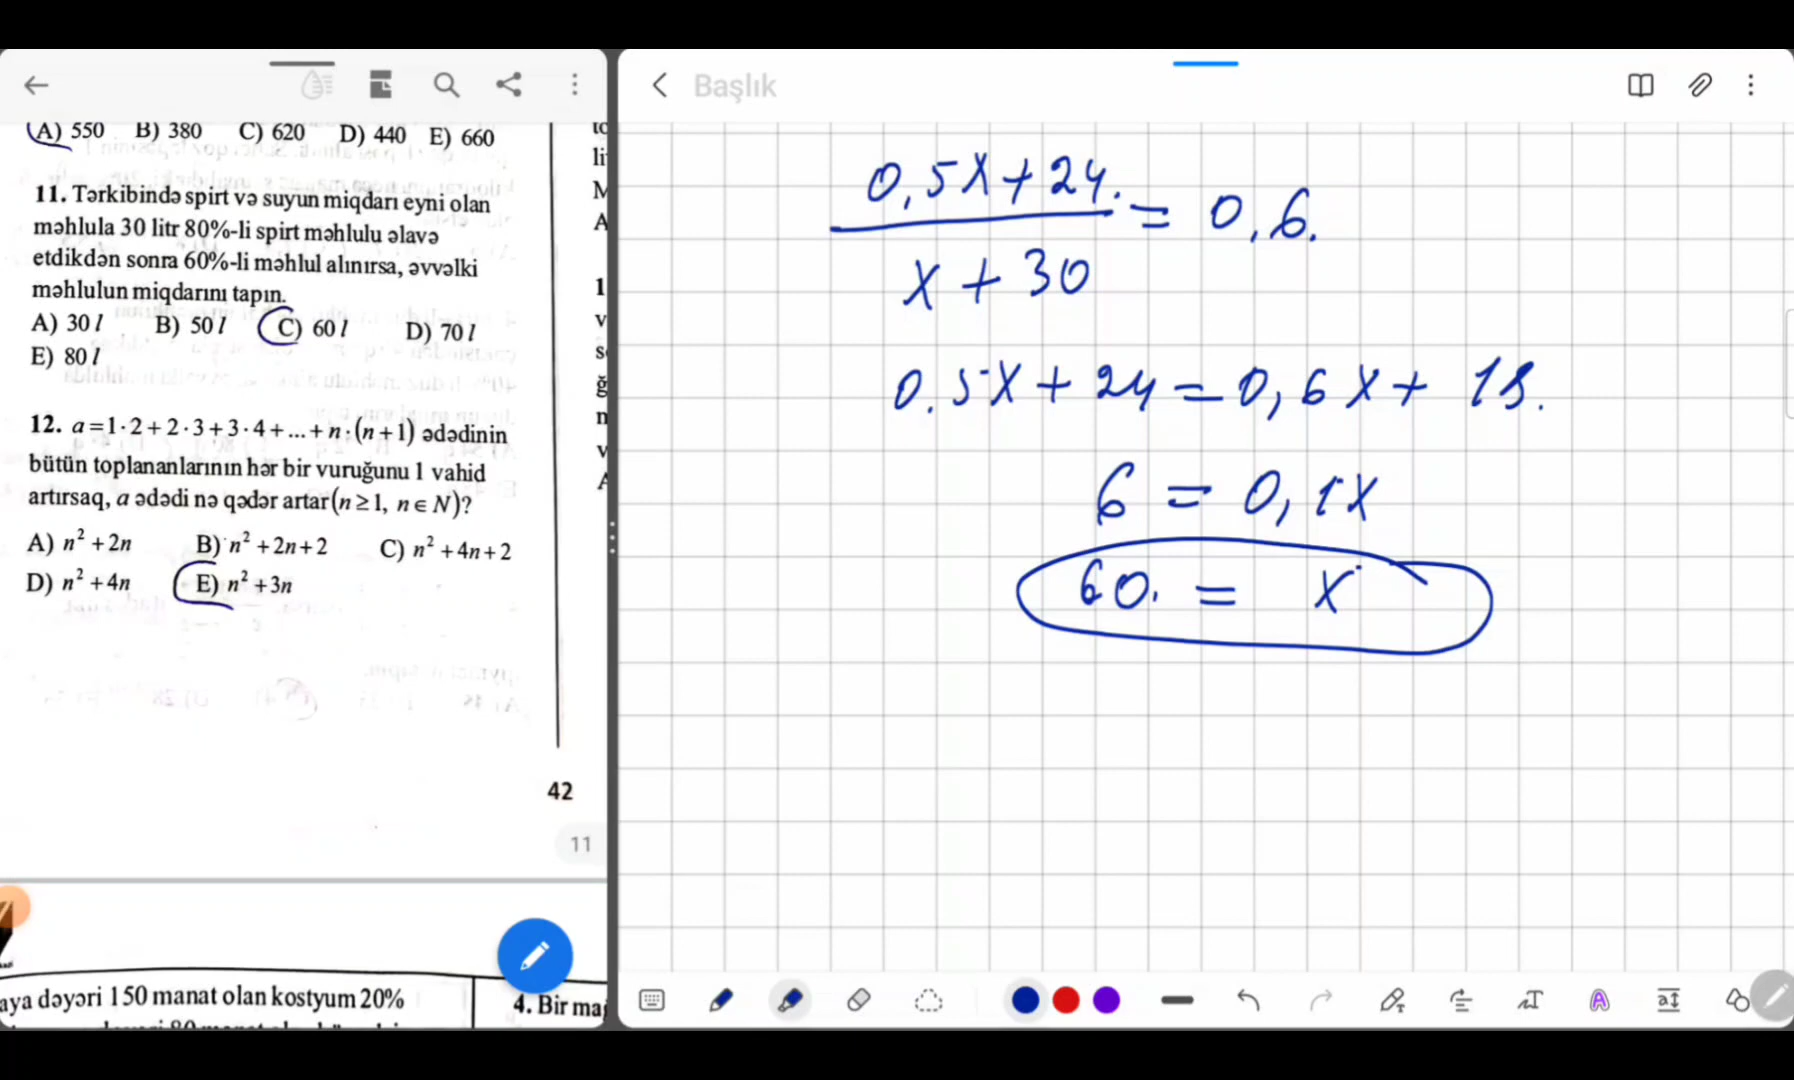 Başlık
A) 550 B) 380 C) 620 D) 440 E) 660
11. Tərkibində spirt və suyun miqdarı eyni olan
məhlula 30 litr 80%-li spirt məhlulu əlavə
etdikdən sonra 60%-li məhlul alınırsa, əvvəlki
məhlulun miqdarını tapın.
A) 30 l B) 50 l C) 60 l D) 70 l
E) 80 l
12. a=1·2+2·3+3·4+...+n·(n+1) ədədinin
bütün toplananlarının hər bir vuruğunu 1 vahid
artırsaq, a ədədi nə qədər artar(n≥1, n∈N)?
A) n²+2n B) n²+2n+2 C) n²+4n+2
D) n²+4n E) n²+3n
42
11
aya dəyəri 150 manat olan kostyum 20%
4. Bir ma
0,5x+24. / x+30 = 0,6.
0.5x+24=0,6x+18.
6=0,1x
60.=x